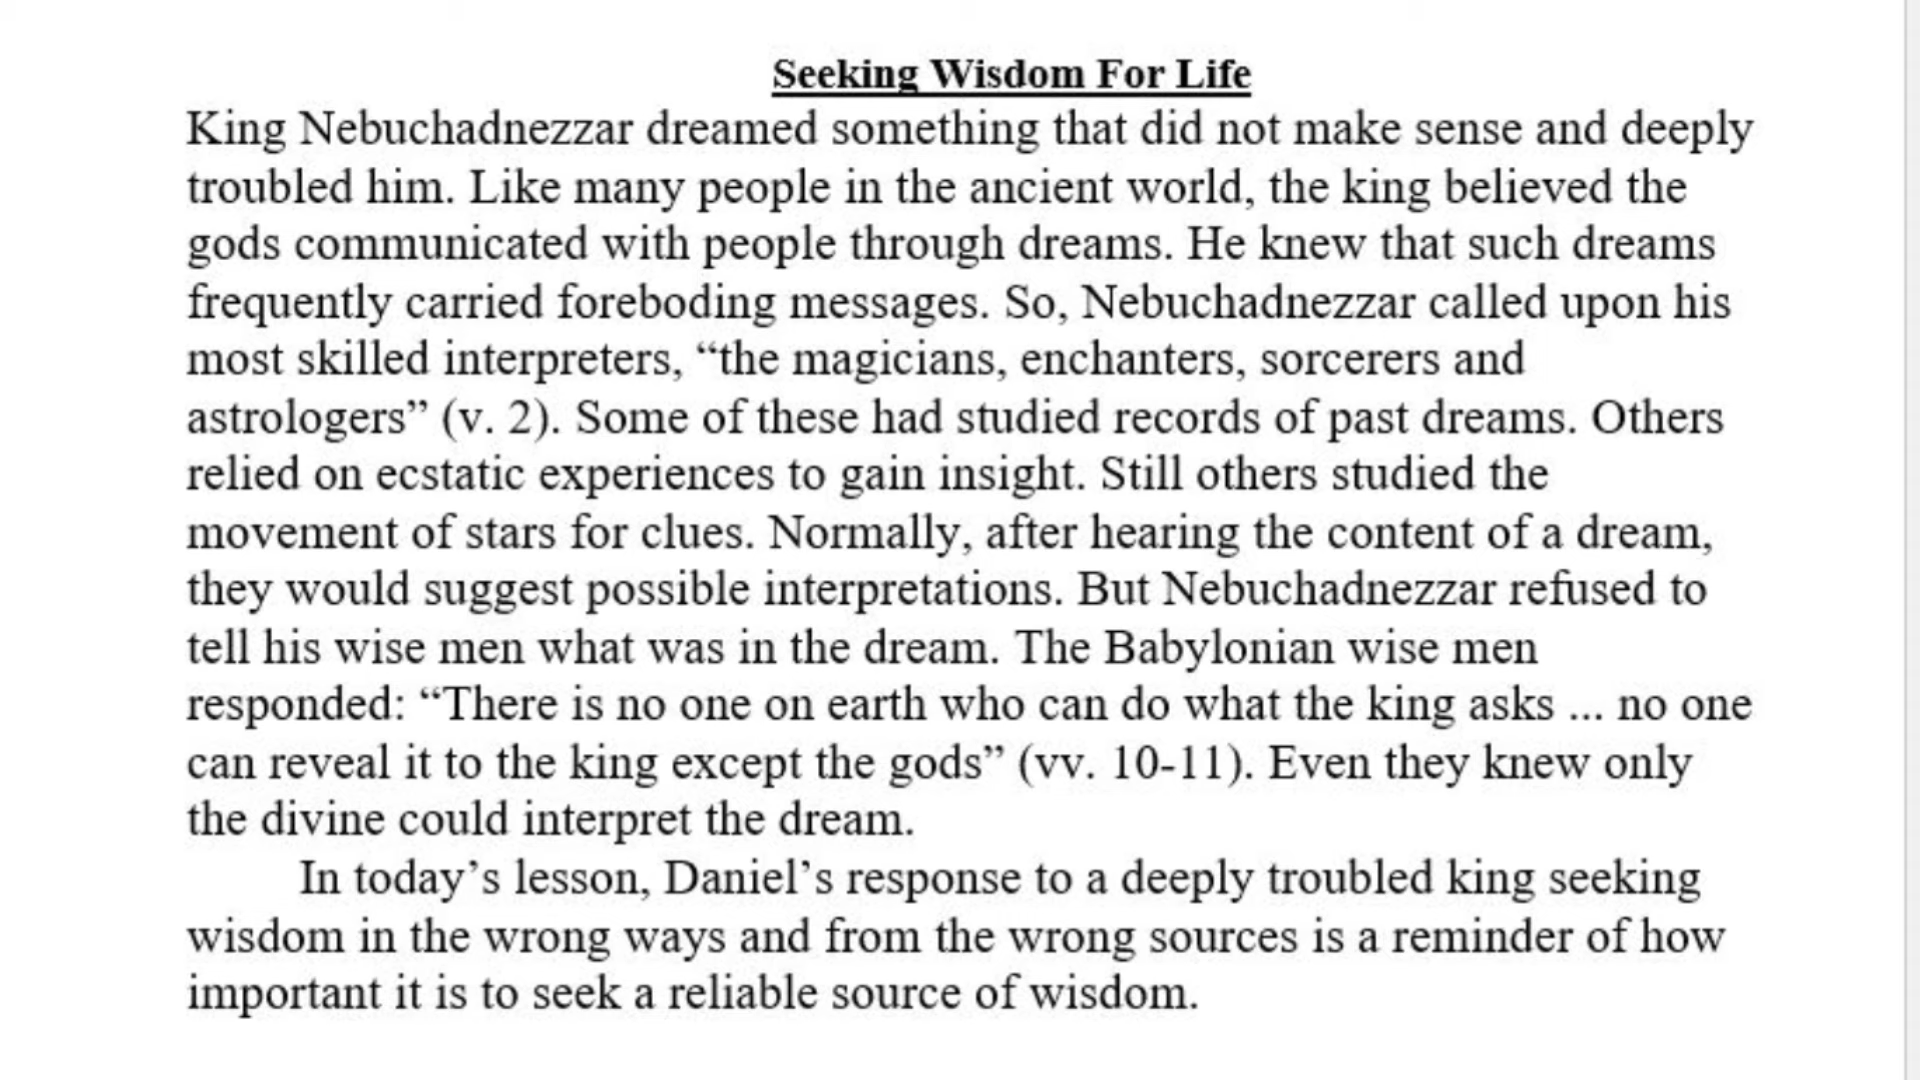 Seeking Wisdom For Life
King Nebuchadnezzar dreamed something that did not make sense and deeply
troubled him. Like many people in the ancient world, the king believed the
gods communicated with people through dreams. He knew that such dreams
frequently carried foreboding messages. So, Nebuchadnezzar called upon his
most skilled interpreters, “the magicians, enchanters, sorcerers and
astrologers” (v. 2). Some of these had studied records of past dreams. Others
relied on ecstatic experiences to gain insight. Still others studied the
movement of stars for clues. Normally, after hearing the content of a dream,
they would suggest possible interpretations. But Nebuchadnezzar refused to
tell his wise men what was in the dream. The Babylonian wise men
responded: “There is no one on earth who can do what the king asks ... no one
can reveal it to the king except the gods” (vv. 10-11). Even they knew only
the divine could interpret the dream.
In today’s lesson, Daniel’s response to a deeply troubled king seeking
wisdom in the wrong ways and from the wrong sources is a reminder of how
important it is to seek a reliable source of wisdom.